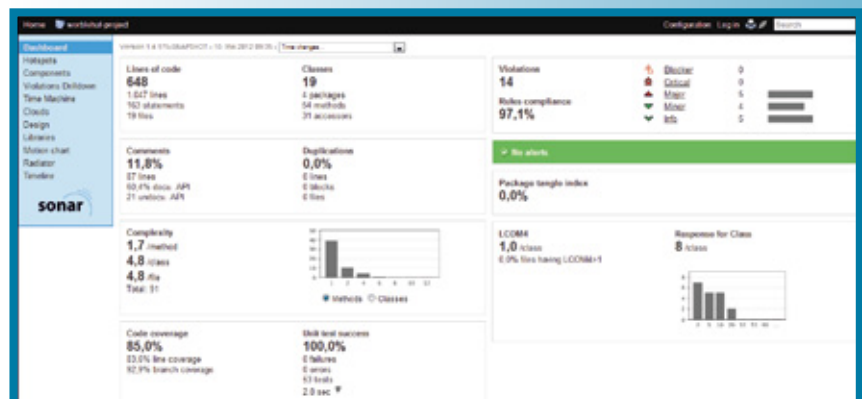 Home
Configuration Log in
Search
Dashboard
Hotspots
Components
Violations Drilldown
Time Machine
Clouds
Design
Libraries
Motion chart
Radiator
Timeline
sonar
Time changes...
Lines of code
648
1.047 lines
163 statements
19 files
Classes
19
4 packages
54 methods
31 accessors
Violations
14
Rules compliance
97,1%
Blocker 0
Critical 0
Major 5
Minor 4
Info 5
Comments
11,8%
87 lines
60,4% docu. API
21 undocu. API
Duplications
0,0%
0 lines
0 blocks
0 files
No alerts
Package tangle index
0,0%
Complexity
1,7 /method
4,8 /class
4,8 /file
Total: 91
Methods Classes
LCOM4
1,0 /class
0,0% files having LCOM4>1
Response for Class
8 /class
Code coverage
85,0%
83,0% line coverage
92,9% branch coverage
Unit test success
100,0%
0 failures
0 errors
53 tests
2.0 sec